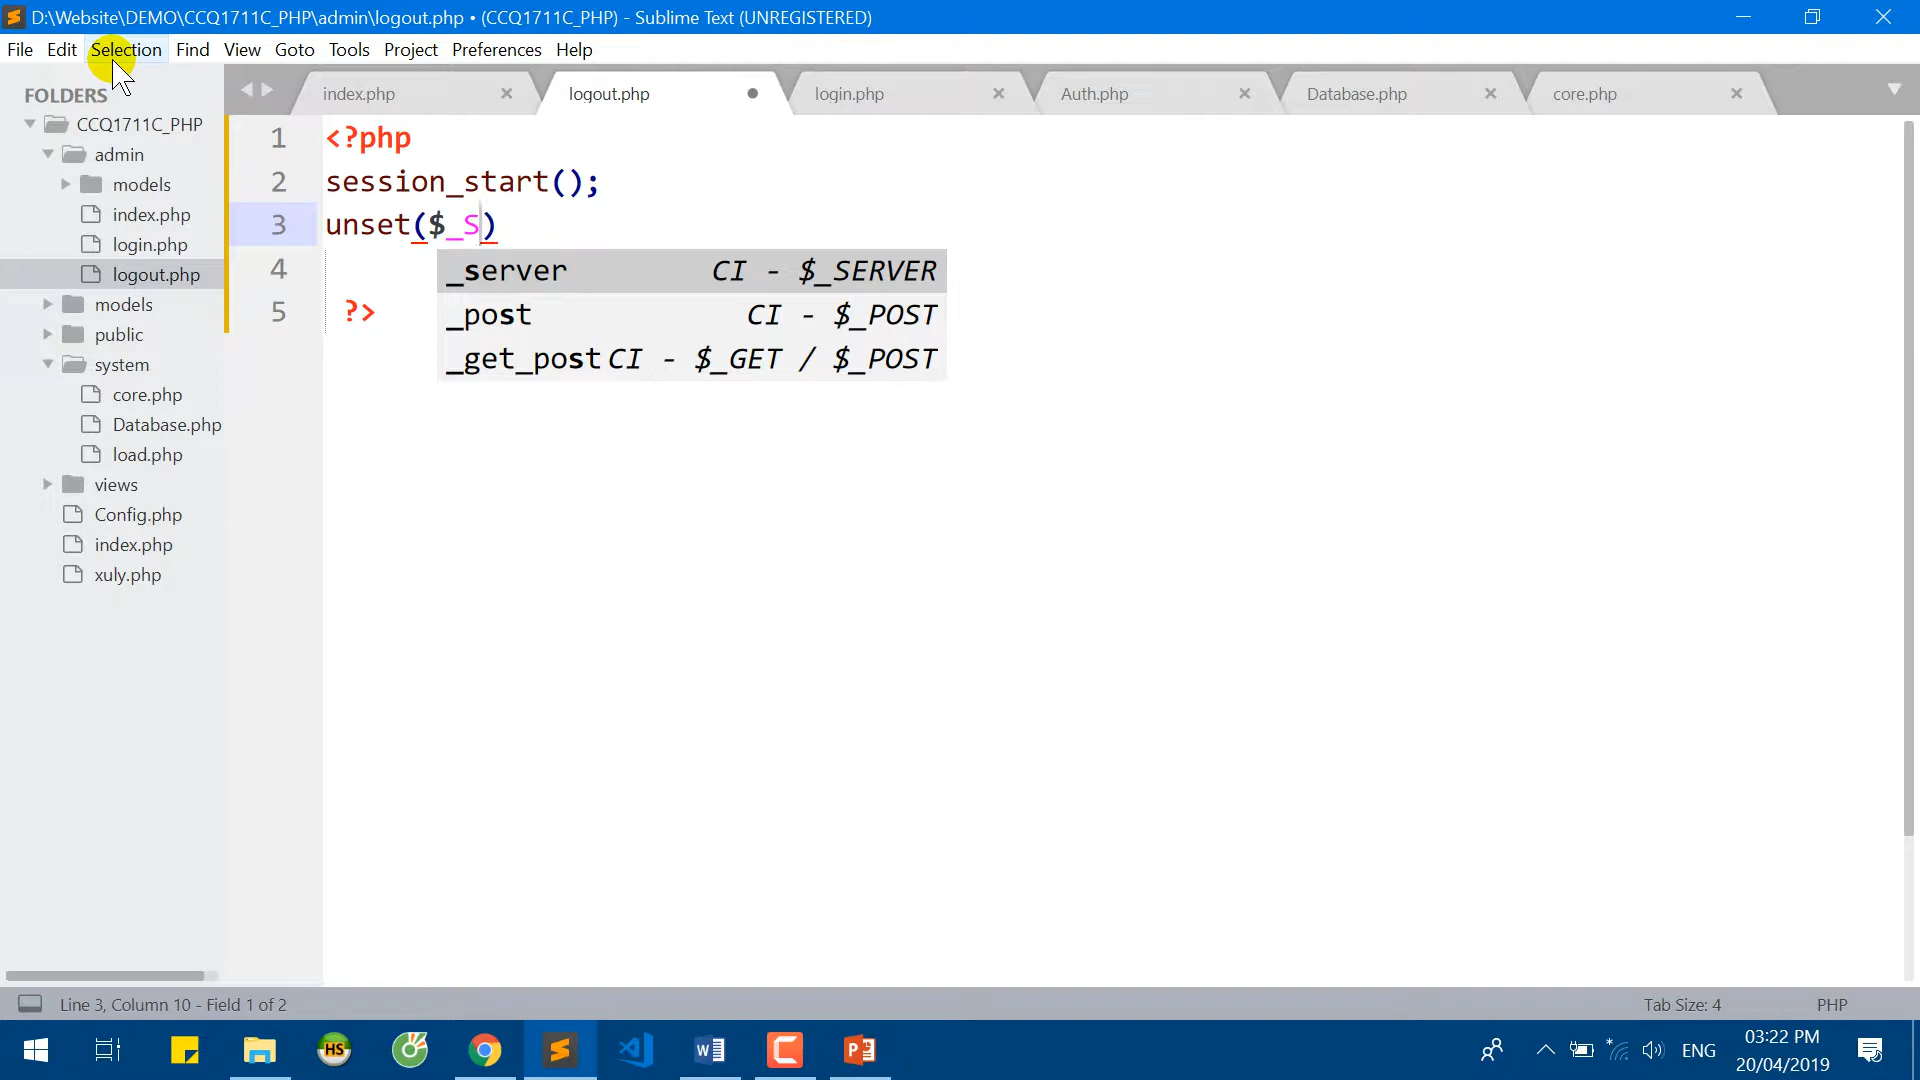 D:\Website\DEMO\CCQ1711C_PHP\admin\logout.php • (CCQ1711C_PHP) - Sublime Text (UNREGISTERED)
File Edit Selection Find View Goto Tools Project Preferences Help
FOLDERS
CCQ1711C_PHP
admin
models
index.php
login.php
logout.php
models
public
system
core.php
Database.php
load.php
views
Config.php
index.php
xuly.php
index.php logout.php login.php Auth.php Database.php core.php
1 <?php
2 session_start();
3 unset($_S)
4
5 ?>
_server CI - $_SERVER
_post CI - $_POST
_get_post CI - $_GET / $_POST
Line 3, Column 10 - Field 1 of 2
Tab Size: 4 PHP
HS
ENG
03:22 PM
20/04/2019